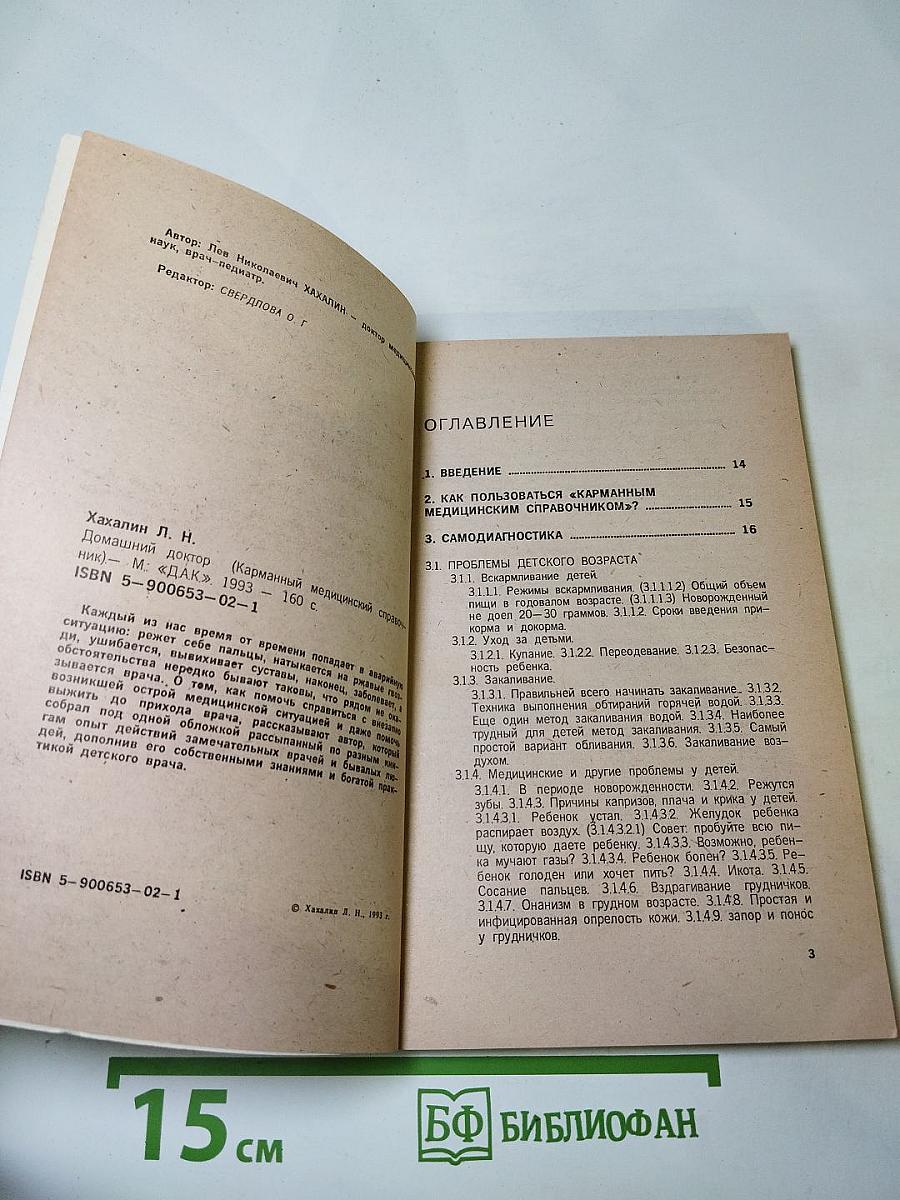 Автор: Лев Николаевич ХАХАЛИН — доктор
наук, врач-педиатр.
Редактор: СВЕРДЛОВА О. Г
Хахалин Л. Н.
Домашний доктор (Карманный медицинский справоч-
ник)— М.: «Д.А.К.». 1993 — 160 с.
ISBN 5—900653—02—1
Каждый из нас время от времени попадает в аварийную
ситуацию: режет себе пальцы, натыкается на ржавые гвоз-
ди, ушибается, вывихивает суставы, наконец, заболевает, а
обстоятельства нередко бывают таковы, что рядом не ока-
зывается врача. О том, как помочь справиться с внезапно
возникшей острой медицинской ситуацией и даже помочь
выжить до прихода врача, рассказывают автор, который
собрал под одной обложкой рассыпанный по разным кни-
гам опыт действий замечательных врачей и бывалых лю-
дей, дополнив его собственными знаниями и богатой прак-
тикой детского врача.
ISBN 5—900653—02—1
© Хахалин Л. Н., 1993 г.
ОГЛАВЛЕНИЕ
1. ВВЕДЕНИЕ 14
2. КАК ПОЛЬЗОВАТЬСЯ «КАРМАННЫМ
МЕДИЦИНСКИМ СПРАВОЧНИКОМ»? 15
3. САМОДИАГНОСТИКА 16
3.1. ПРОБЛЕМЫ ДЕТСКОГО ВОЗРАСТА
3.1.1. Вскармливание детей.
3.1.1.1. Режимы вскармливания. (3.1.1.1.2) Общий объем
пищи в годовалом возрасте. (3.1.1.1.3) Новорожденный
не доел 20—30 граммов. 3.1.1.2. Сроки введения при-
корма и докорма.
3.1.2. Уход за детьми.
3.1.2.1. Купание. 3.1.2.2. Переодевание. 3.1.2.3. Безопас-
ность ребенка.
3.1.3. Закаливание.
3.1.3.1. Правильней всего начинать закаливание... 3.1.3.2.
Техника выполнения обтираний горячей водой. 3.1.3.3.
Еще один метод закаливания водой. 3.1.3.4. Наиболее
трудный для детей метод закаливания. 3.1.3.5. Самый
простой вариант обливания. 3.1.3.6. Закаливание воз-
духом.
3.1.4. Медицинские и другие проблемы у детей.
3.1.4.1. В периоде новорожденности. 3.1.4.2. Режутся
зубы. 3.1.4.3. Причины капризов, плача и крика у детей.
3.1.4.3.1. Ребенок устал. 3.1.4.3.2. Желудок ребенка
распирает воздух. (3.1.4.3.2.1) Совет: пробуйте всю пи-
щу, которую даете ребенку. 3.1.4.3.3. Возможно, ребен-
ка мучают газы? 3.1.4.3.4. Ребенок болен? 3.1.4.3.5. Ре-
бенок голоден или хочет пить? 3.1.4.4. Икота. 3.1.4.5.
Сосание пальцев. 3.1.4.6. Вздрагивание грудничков.
3.1.4.7. Онанизм в грудном возрасте. 3.1.4.8. Простая и
инфицированная опрелость кожи. 3.1.4.9. запор и понос
у грудничков.
3
15 см
БФ БИБЛИОФАН